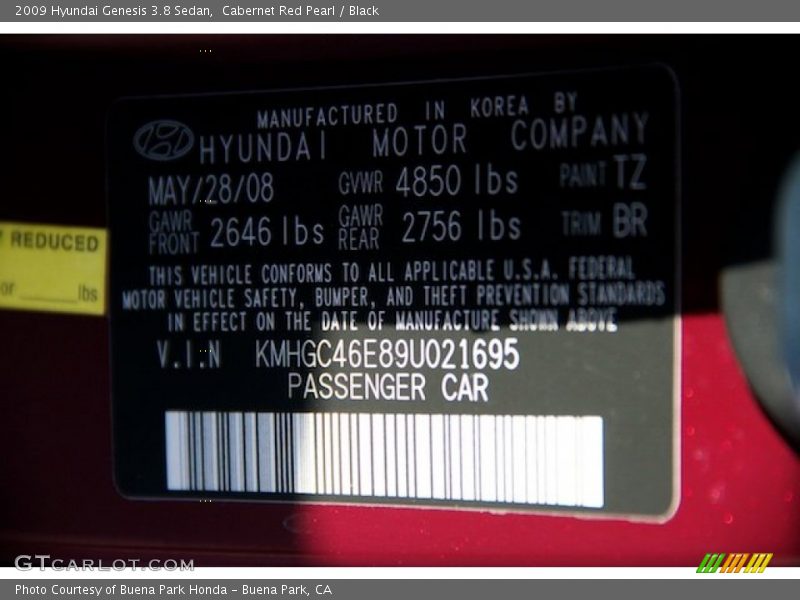 2009 Hyundai Genesis 3.8 Sedan, Cabernet Red Pearl / Black
MANUFACTURED IN KOREA BY
HYUNDAI MOTOR COMPANY
MAY/28/08 GVWR 4850 lbs PAINT TZ
GAWR FRONT 2646 lbs GAWR REAR 2756 lbs TRIM BR
REDUCED
or ______lbs
THIS VEHICLE CONFORMS TO ALL APPLICABLE U.S.A. FEDERAL
MOTOR VEHICLE SAFETY, BUMPER, AND THEFT PREVENTION STANDARDS
IN EFFECT ON THE DATE OF MANUFACTURE SHOWN ABOVE
V.I.N KMHGC46E89U021695
PASSENGER CAR
GTCARLOT.COM
Photo Courtesy of Buena Park Honda - Buena Park, CA